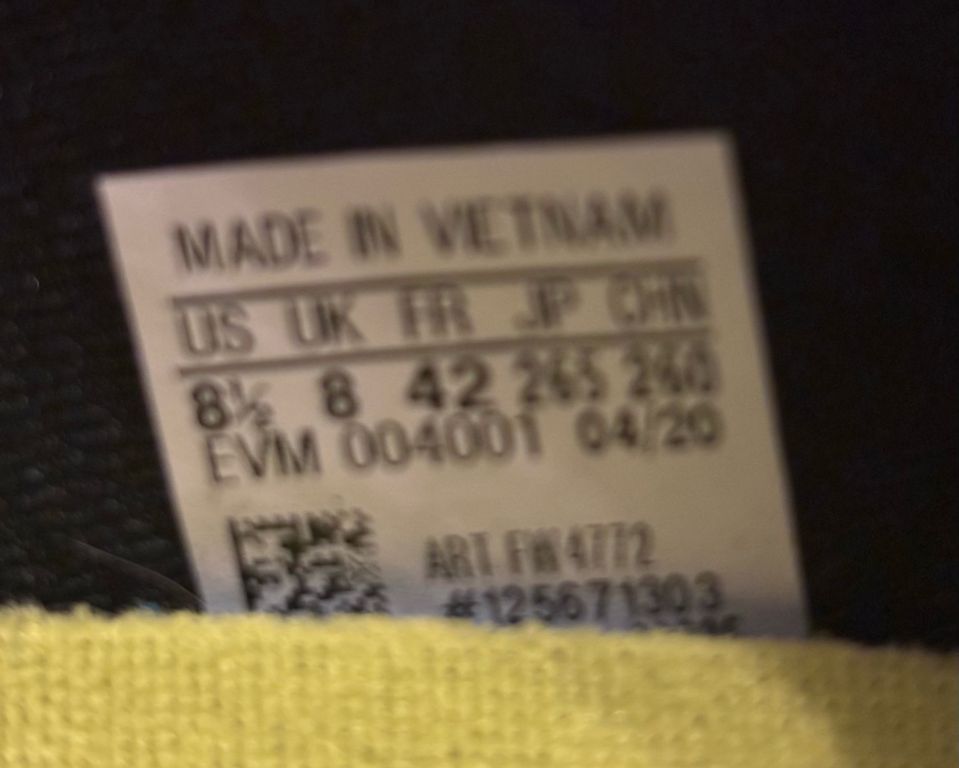 MADE IN VIETNAM
US UK FR JP CHN
8½ 8 42 265 260
EVM 004001 04/20
ART FW4772
#125671303